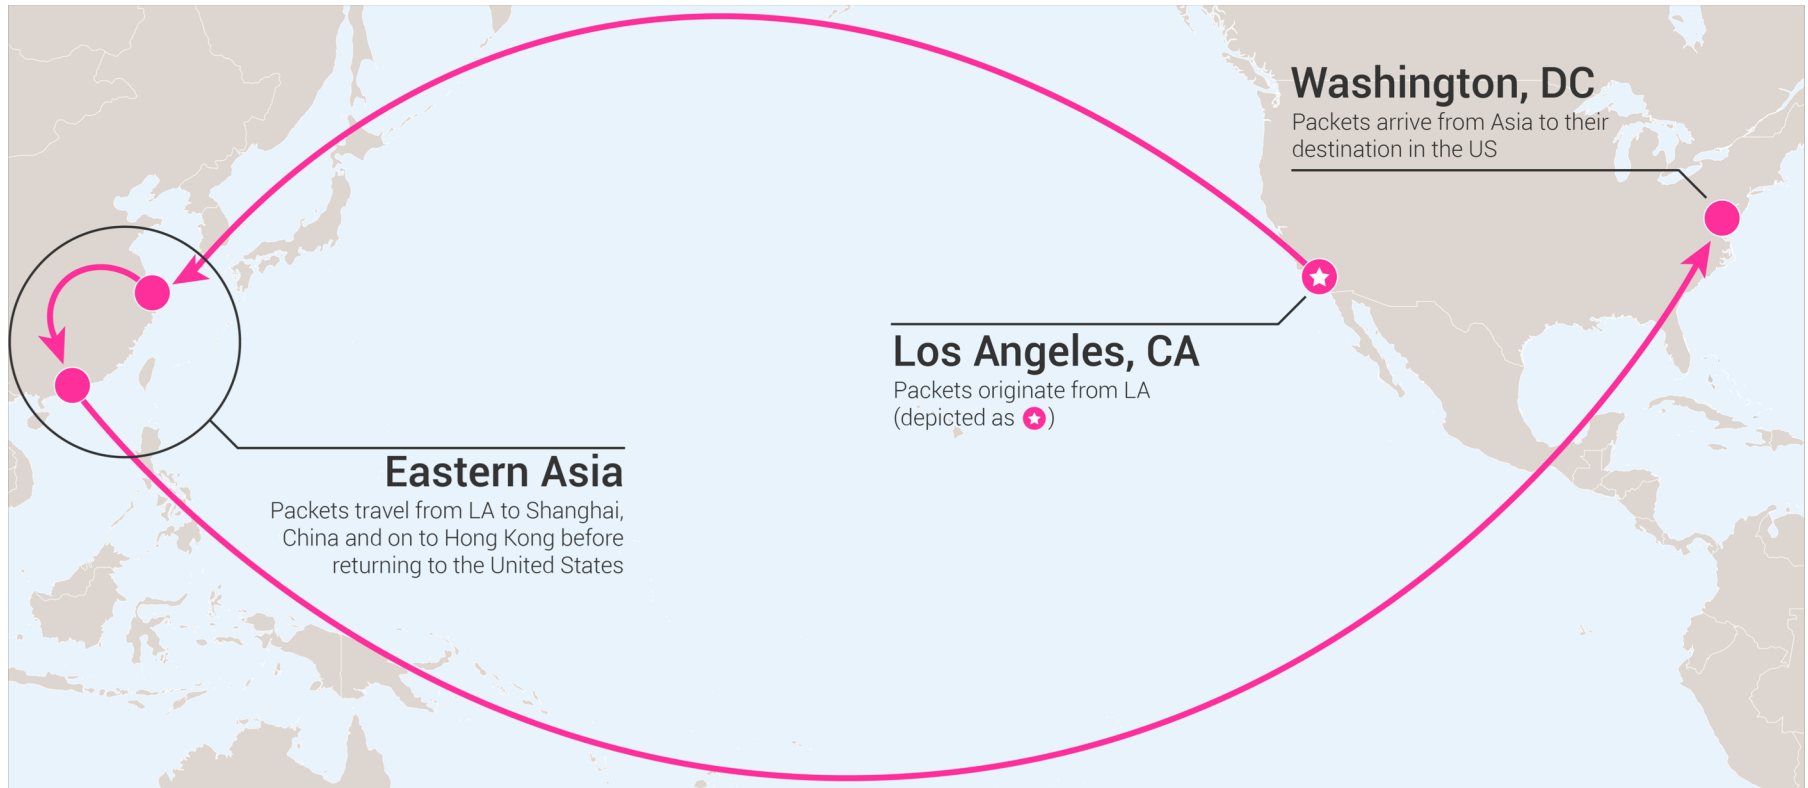 Washington, DC
Packets arrive from Asia to their
destination in the US
Los Angeles, CA
Packets originate from LA
(depicted as )
Eastern Asia
Packets travel from LA to Shanghai,
China and on to Hong Kong before
returning to the United States